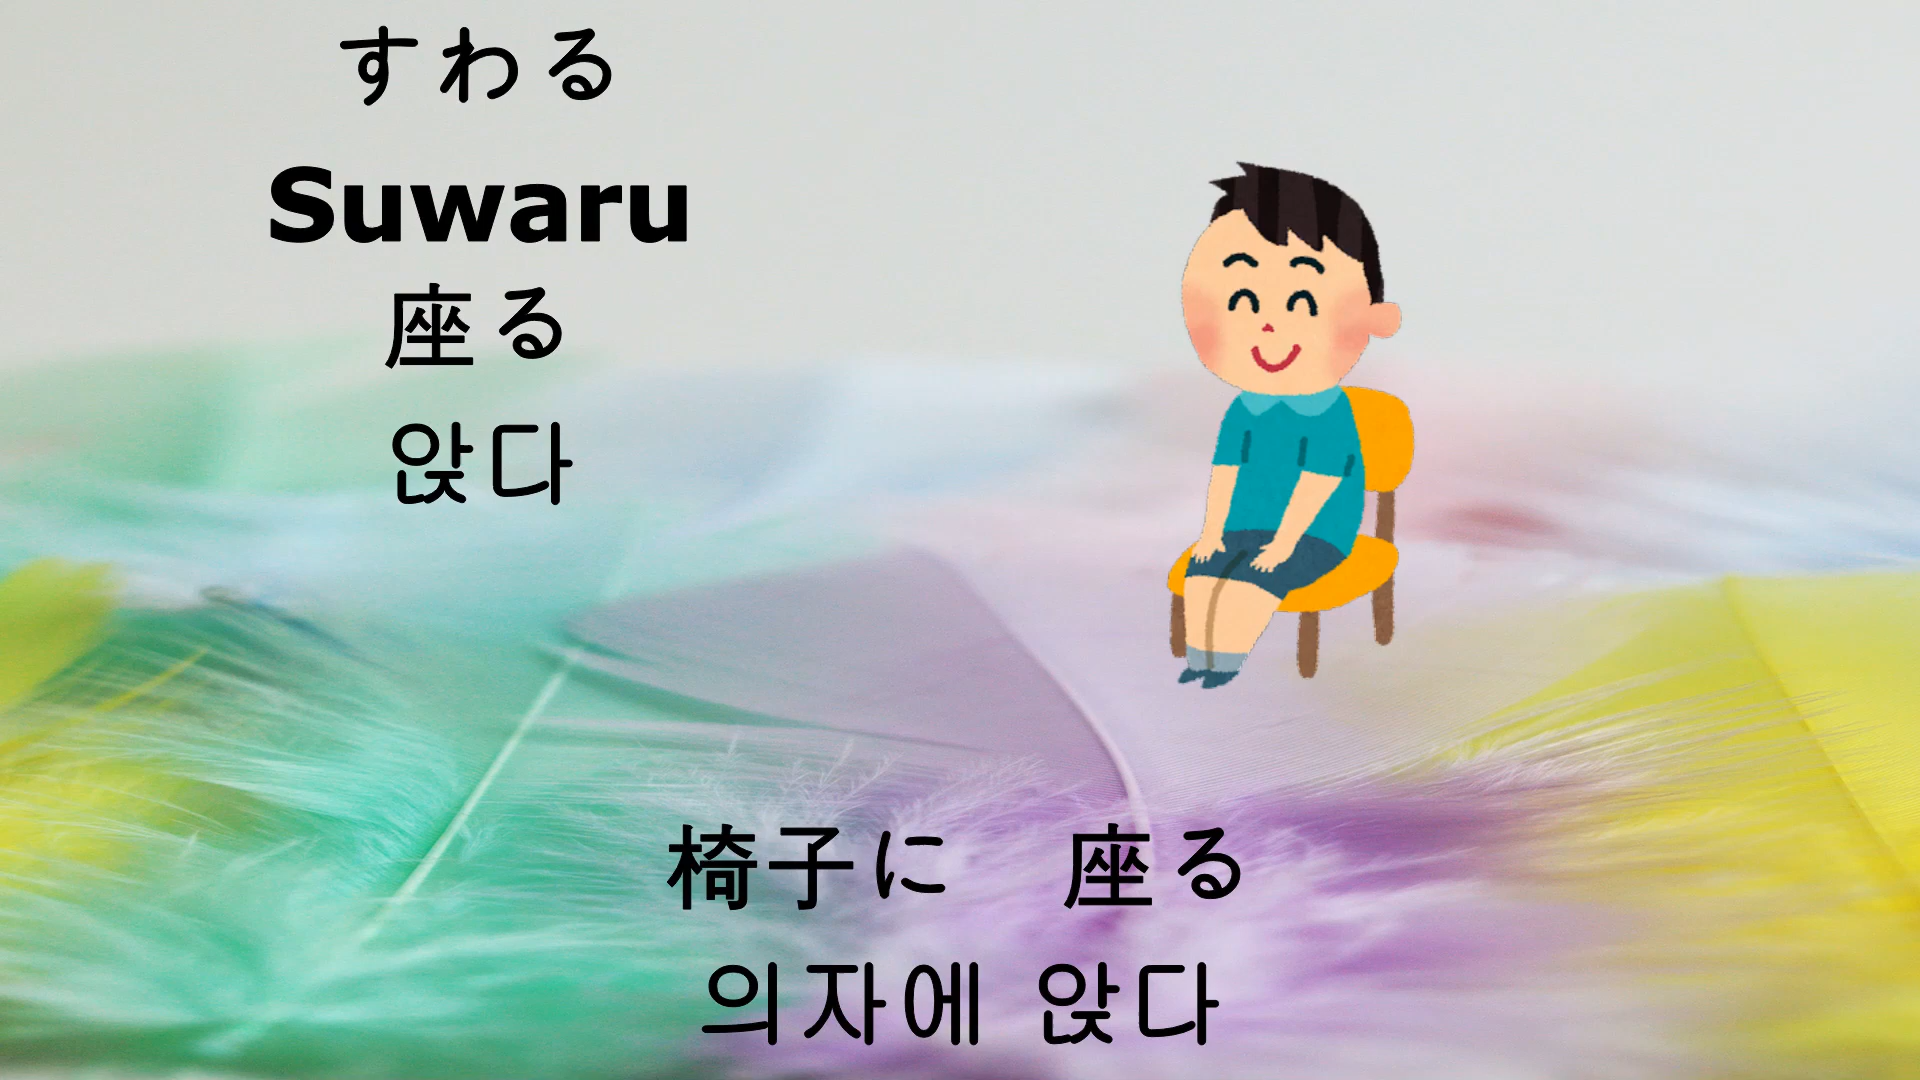 すわる
Suwaru
座る
앉다
椅子に　座る
의자에 앉다